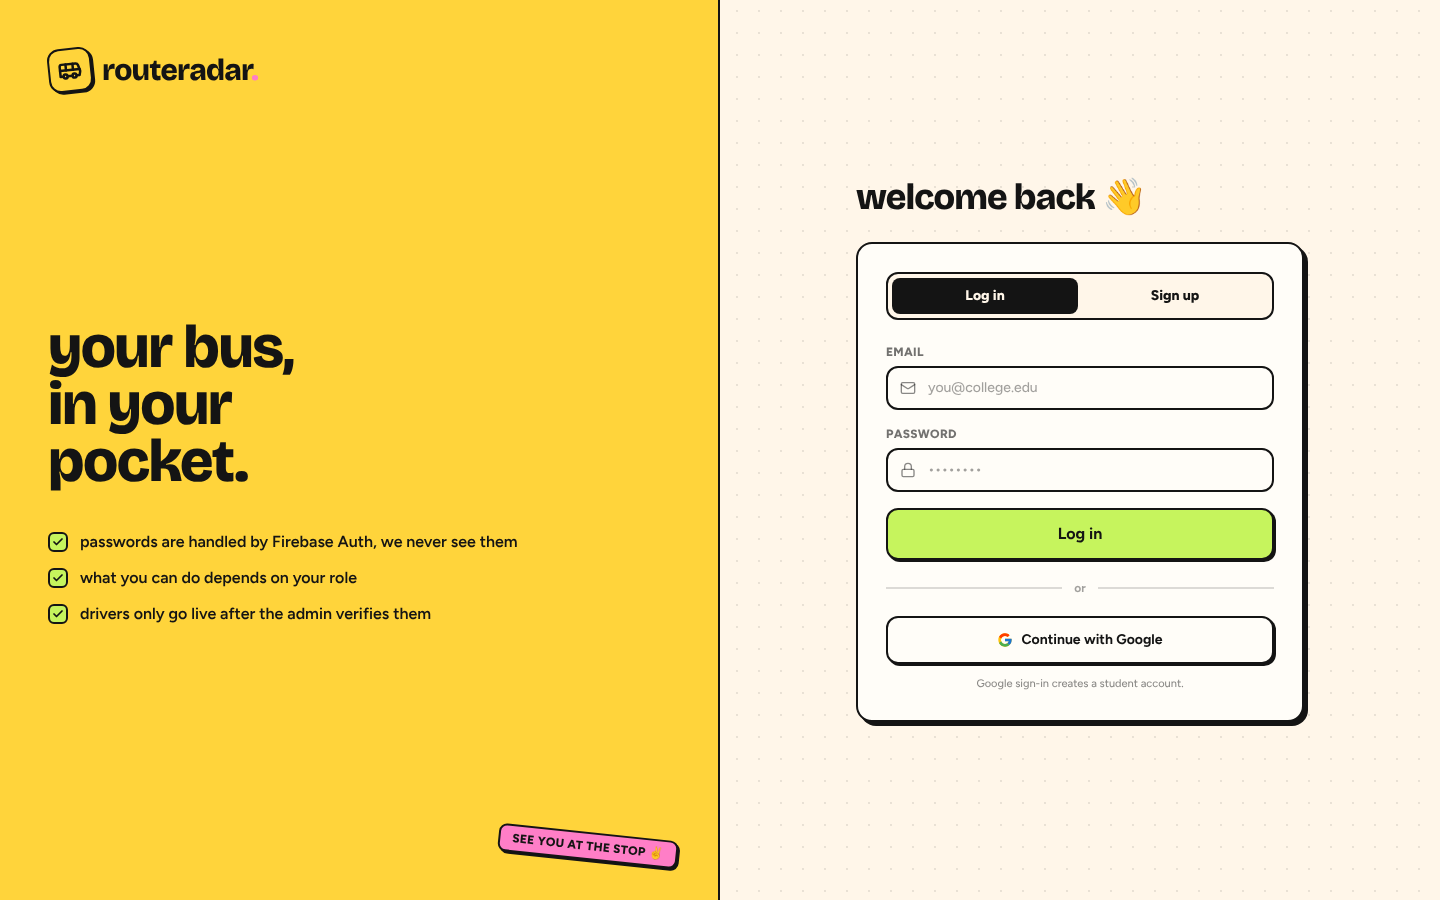 routeradar.
your bus,
in your
pocket.
passwords are handled by Firebase Auth, we never see them
what you can do depends on your role
drivers only go live after the admin verifies them
SEE YOU AT THE STOP ✌️
welcome back 👋
Log in
Sign up
EMAIL
you@college.edu
PASSWORD
••••••••
Log in
or
Continue with Google
Google sign-in creates a student account.